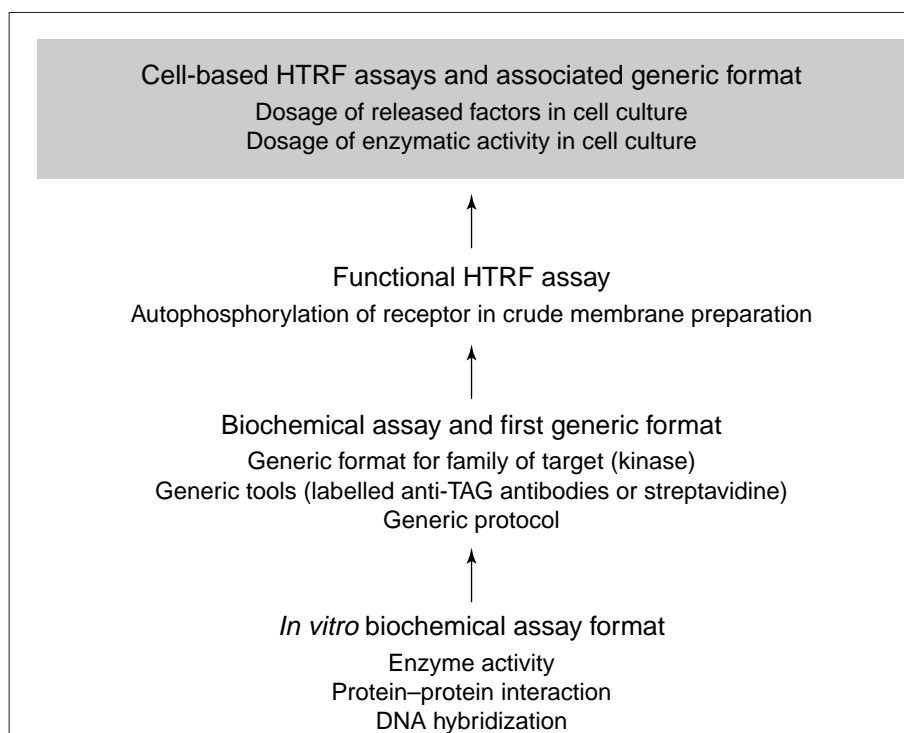 Cell-based HTRF assays and associated generic format
Dosage of released factors in cell culture
Dosage of enzymatic activity in cell culture
Functional HTRF assay
Autophosphorylation of receptor in crude membrane preparation
Biochemical assay and first generic format
Generic format for family of target (kinase)
Generic tools (labelled anti-TAG antibodies or streptavidine)
Generic protocol
In vitro biochemical assay format
Enzyme activity
Protein–protein interaction
DNA hybridization